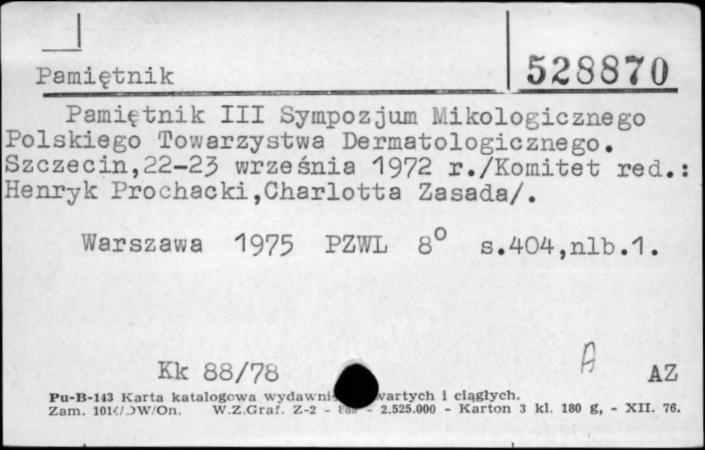 Pamiętnik
528870
Pamiętnik III Sympozjum Mikologicznego
Polskiego Towarzystwa Dermatologicznego.
Szczecin,22-23 września 1972 r./Komitet red.:
Henryk Prochacki,Charlotta Zasada/.
Warszawa 1975 PZWL 8° s.404,nlb.1.
A
Kk 88/78
AZ
Pu-B-143 Karta katalogowa wydawni wartych i ciągłych.
Zam. W.Z.Graf. Z-2 - - 2.525.000 - Karton 3 kl. 180 g, - XII. 76.